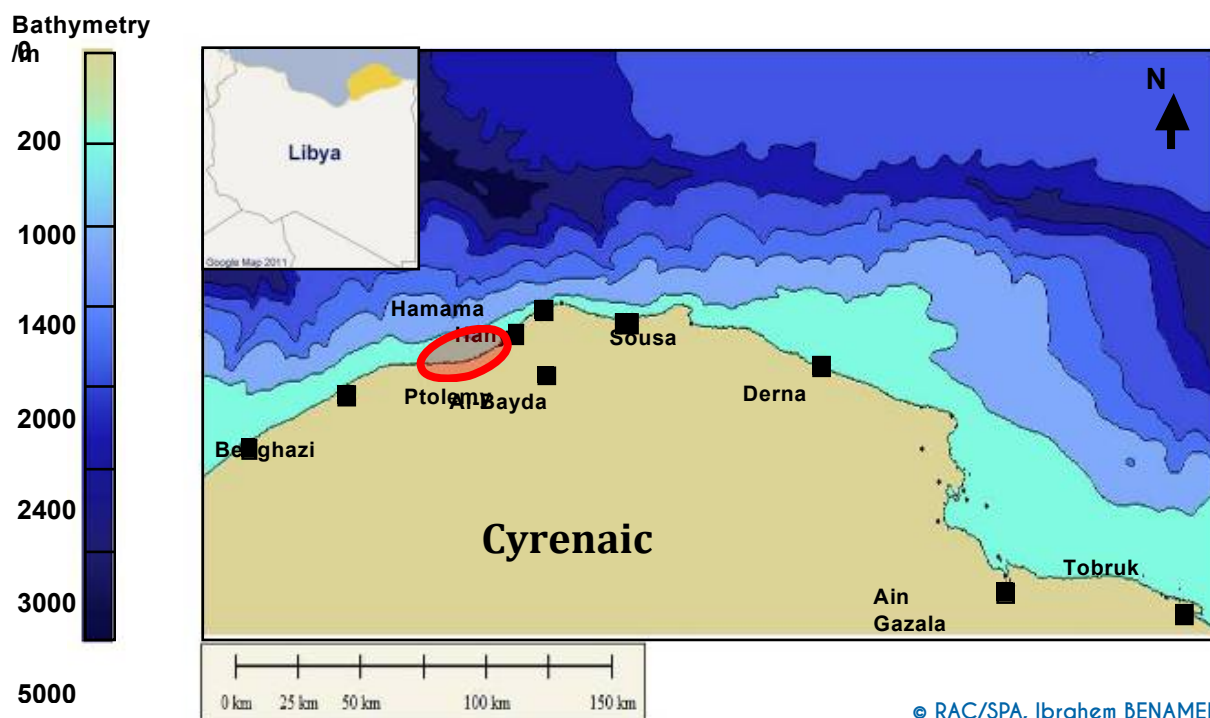 Bathymetry
/m
0
200
1000
1400
2000
2400
3000
5000
Libya
Google Map 2011
N
Hamama
Han
Sousa
Ptolemy
Al-Bayda
Derna
Benghazi
Cyrenaic
Tobruk
Ain
Gazala
0 km 25 km 50 km 100 km 150 km
© RAC/SPA, Ibrahem BENAMER